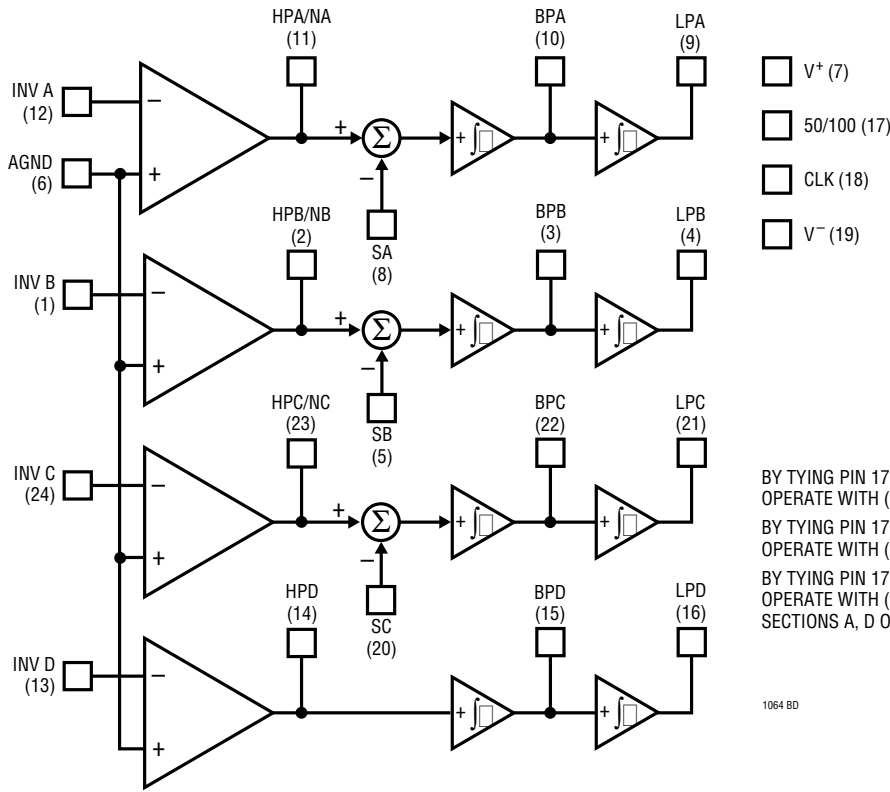 HPA/NA
(11)
BPA
(10)
LPA
(9)
INV A
(12)
AGND
(6)
−
+
+
Σ
−
+ ∫
+ ∫
SA
(8)
V+ (7)
50/100 (17)
CLK (18)
V− (19)
HPB/NB
(2)
BPB
(3)
LPB
(4)
INV B
(1)
−
+
+
Σ
−
+ ∫
+ ∫
SB
(5)
HPC/NC
(23)
BPC
(22)
LPC
(21)
INV C
(24)
−
+
+
Σ
−
+ ∫
+ ∫
SC
(20)
HPD
(14)
BPD
(15)
LPD
(16)
INV D
(13)
−
+
+ ∫
+ ∫
BY TYING PIN 17
OPERATE WITH (
BY TYING PIN 17
OPERATE WITH (
BY TYING PIN 17
OPERATE WITH (
SECTIONS A, D O
1064 BD